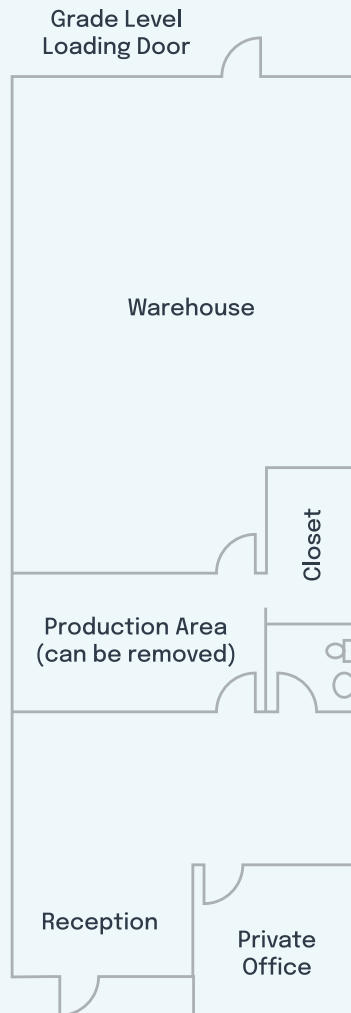 Grade Level
Loading Door
Warehouse
Closet
Production Area
(can be removed)
Reception
Private
Office